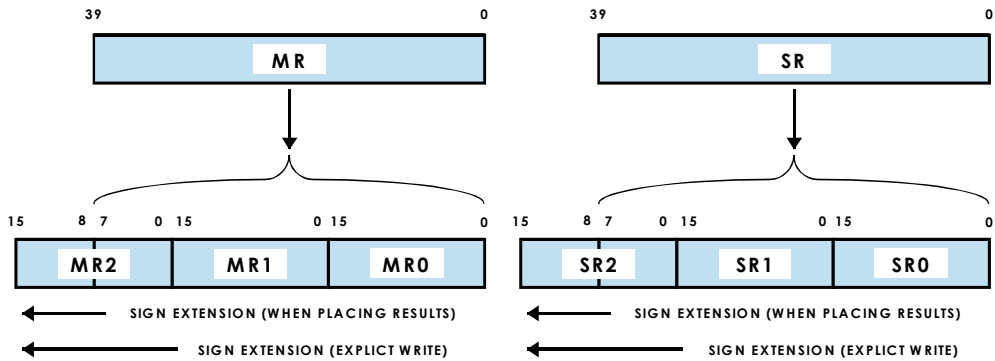 39 0 39 0
MR SR
15 8 7 0 15 0 15 0 15 8 7 0 15 0 15 0
MR2 MR1 MR0 SR2 SR1 SR0
SIGN EXTENSION (WHEN PLACING RESULTS) SIGN EXTENSION (WHEN PLACING RESULTS)
SIGN EXTENSION (EXPLICT WRITE) SIGN EXTENSION (EXPLICT WRITE)